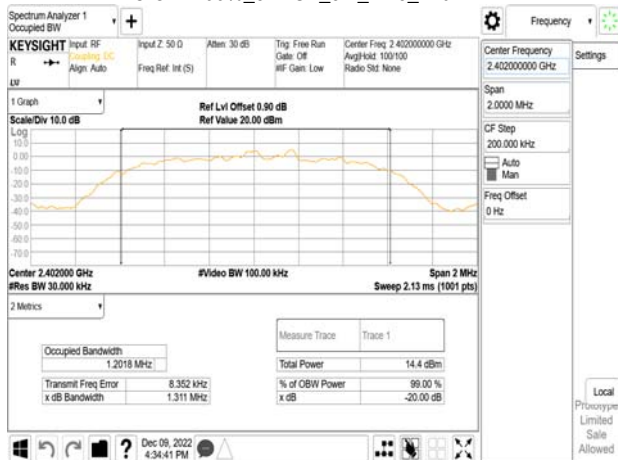 Spectrum Analyzer 1
Occupied BW
+
Frequency
KEYSIGHT
R
Input: RF
Coupling: DC
Align: Auto
Input Z: 50 Ω
Freq Ref: Int (S)
Atten: 30 dB
Trig: Free Run
Gate: Off
#IF Gain: Low
Center Freq: 2.402000000 GHz
Avg|Hold: 100/100
Radio Std: None
Center Frequency
2.402000000 GHz
Settings
Span
2.0000 MHz
CF Step
200.000 kHz
Auto
Man
Freq Offset
0 Hz
1 Graph
Scale/Div 10.0 dB
Ref Lvl Offset 0.90 dB
Ref Value 20.00 dBm
Log
10.0
0.00
-10.0
-20.0
-30.0
-40.0
-50.0
-60.0
-70.0
Center 2.402000 GHz
#Res BW 30.000 kHz
#Video BW 100.00 kHz
Span 2 MHz
Sweep 2.13 ms (1001 pts)
2 Metrics
Measure Trace Trace 1
Occupied Bandwidth
1.2018 MHz
Total Power 14.4 dBm
Transmit Freq Error 8.352 kHz
% of OBW Power 99.00 %
x dB Bandwidth 1.311 MHz
x dB -20.00 dB
Local
Prototype
Limited
Sale
Allowed
?
Dec 09, 2022
4:34:41 PM